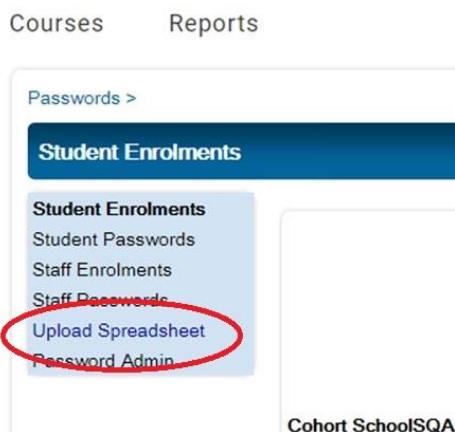 Courses Reports
Passwords >
Student Enrolments
Student Enrolments
Student Passwords
Staff Enrolments
Staff Passwords
Upload Spreadsheet
Password Admin
Cohort SchoolSQA